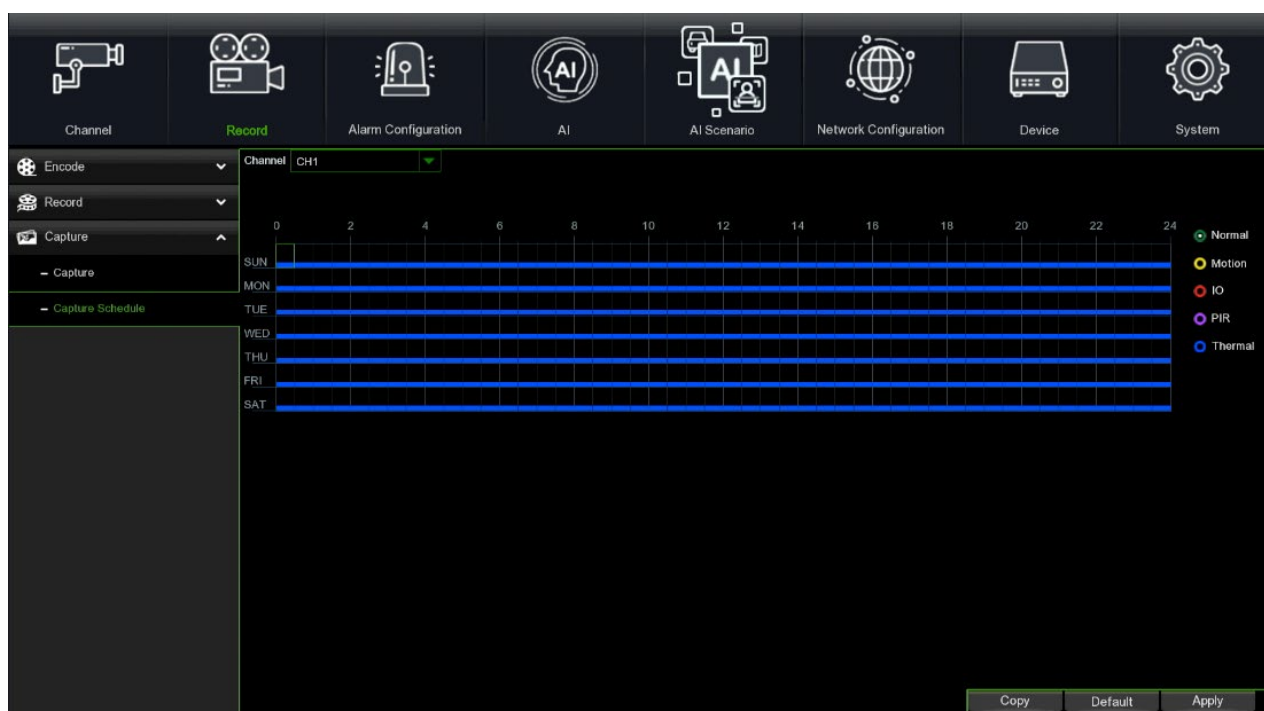 Channel Record Alarm Configuration AI AI Scenario Network Configuration Device System
Encode
Record
Capture
Capture
Capture Schedule
Channel CH1
0 2 4 6 8 10 12 14 16 18 20 22 24
SUN
MON
TUE
WED
THU
FRI
SAT
Normal
Motion
IO
PIR
Thermal
Copy Default Apply